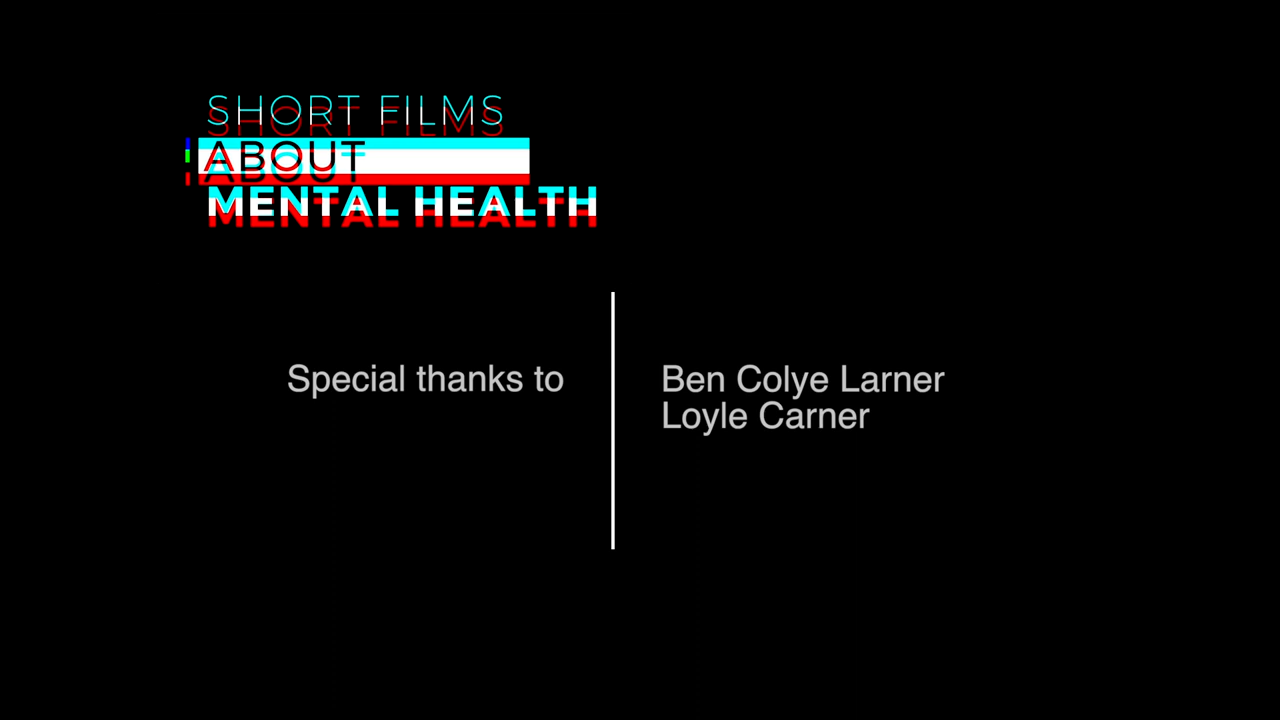 SHORT FILMS
ABOUT
MENTAL HEALTH
Special thanks to
Ben Colye Larner
Loyle Carner